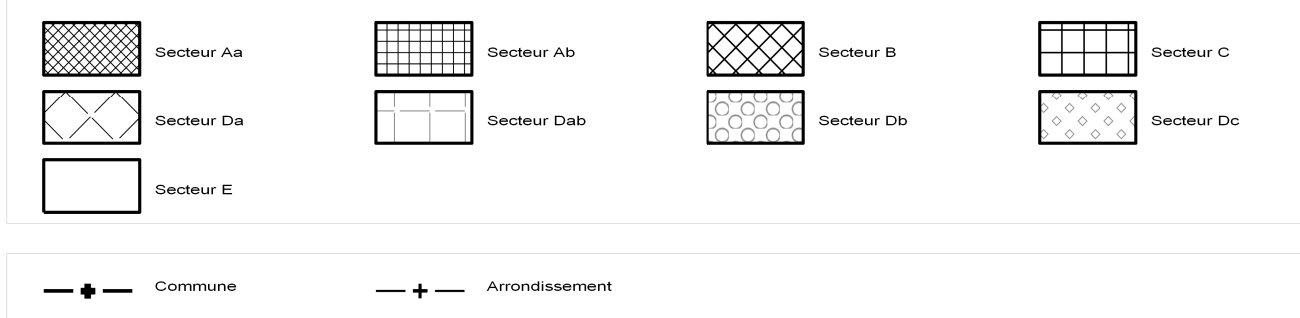 Secteur Aa
Secteur Ab
Secteur B
Secteur C
Secteur Da
Secteur Dab
Secteur Db
Secteur Dc
Secteur E
Commune
Arrondissement